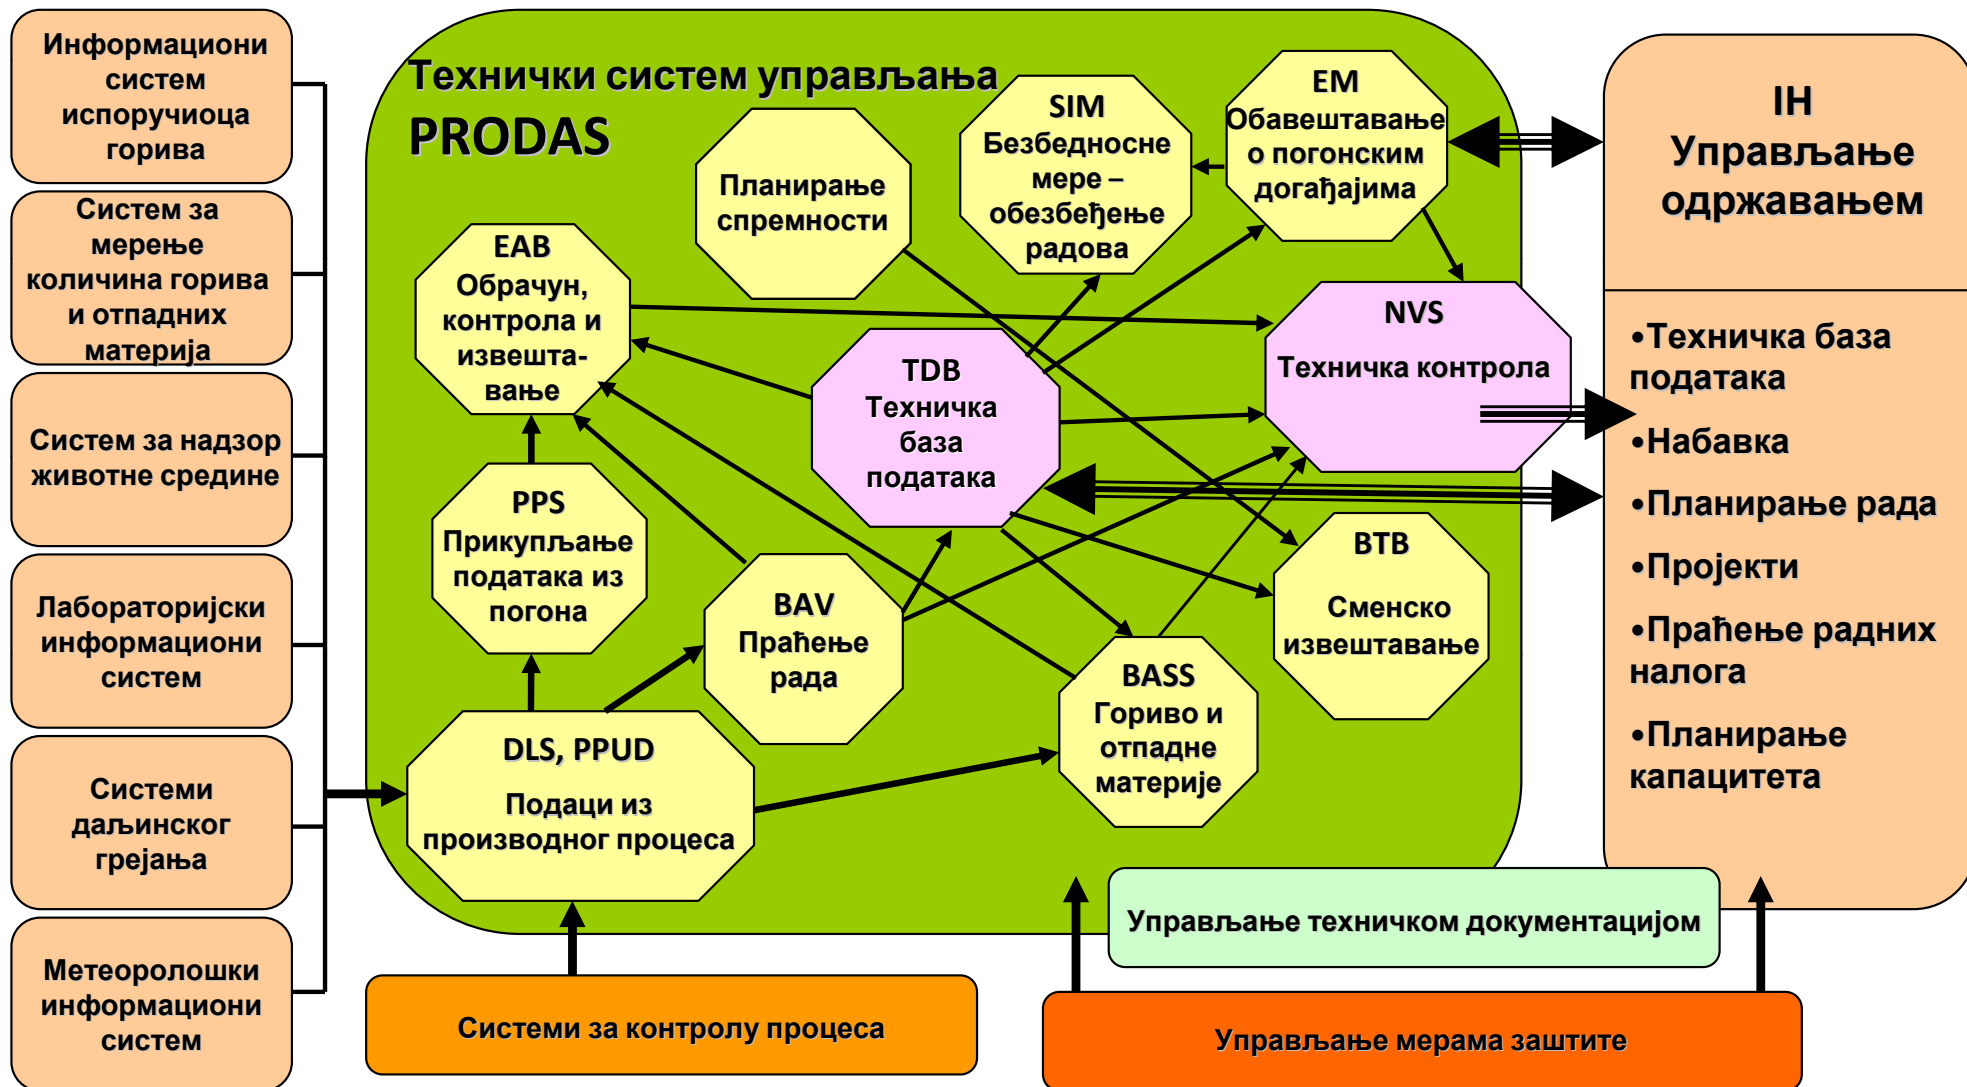 Информациони
систем
испоручиоца
горива
Систем за
мерење
количина горива
и отпадних
материја
Систем за надзор
животне средине
Лабораторијски
информациони
систем
Системи
даљинског
грејања
Метеоролошки
информациони
систем
Технички систем управљања
PRODAS
Планирање
спремности
SIM
Безбедносне
мере –
обезбеђење
радова
EM
Обавештавање
о погонским
догађајима
EAB
Обрачун,
контрола и
извешта-
вање
TDB
Техничка
база
података
NVS
Техничка контрола
PPS
Прикупљање
података из
погона
BAV
Праћење
рада
BTB
Сменско
извештавање
BASS
Гориво и
отпадне
материје
DLS, PPUD
Подаци из
производног процеса
IH
Управљање
одржавањем
•Техничка база
података
•Набавка
•Планирање рада
•Пројекти
•Праћење радних
налога
•Планирање
капацитета
Управљање техничком документацијом
Системи за контролу процеса
Управљање мерама заштите